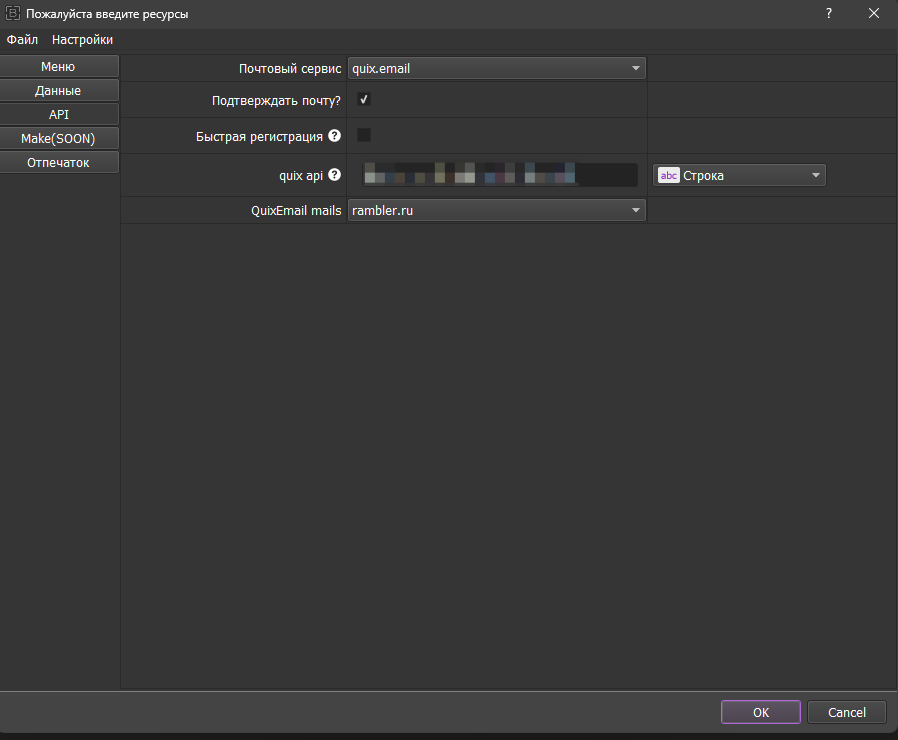 Пожалуйста введите ресурсы ?
Файл Настройки
Меню
Данные
API
Make(SOON)
Отпечаток
Почтовый сервис quix.email
Подтверждать почту?
Быстрая регистрация ?
quix api ? abc Строка
QuixEmail mails rambler.ru
OK Cancel